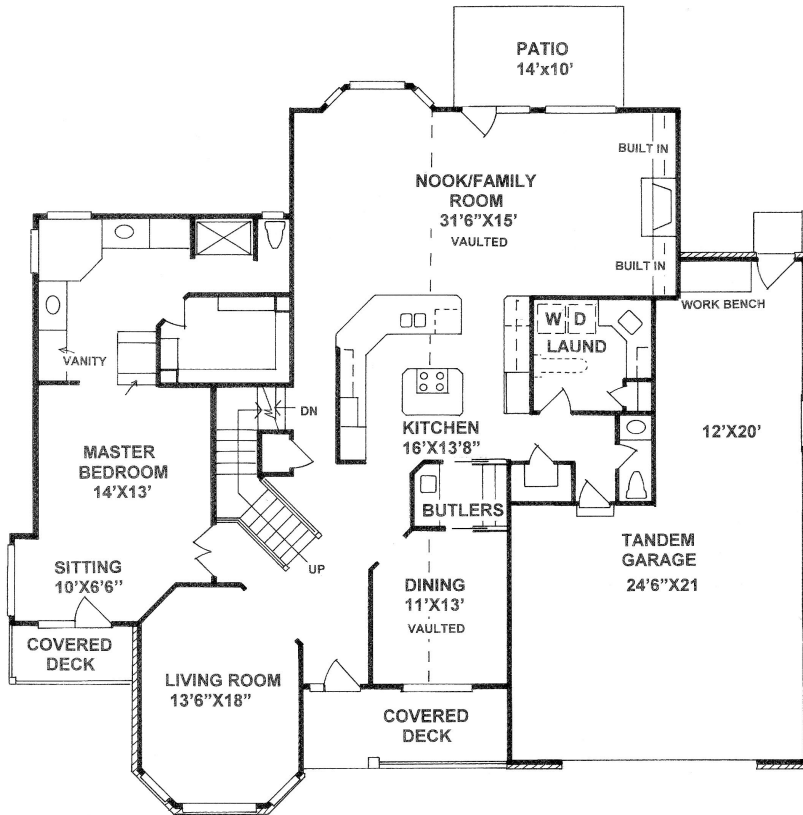 PATIO
14'x10'
BUILT IN
NOOK/FAMILY
ROOM
31'6"X15'
VAULTED
BUILT IN
WORK BENCH
W D
LAUND
VANITY
DN
KITCHEN
16'X13'8"
12'X20'
MASTER
BEDROOM
14'X13'
BUTLERS
TANDEM
GARAGE
24'6"X21
SITTING
10'X6'6"
UP
DINING
11'X13'
VAULTED
COVERED
DECK
LIVING ROOM
13'6"X18"
COVERED
DECK